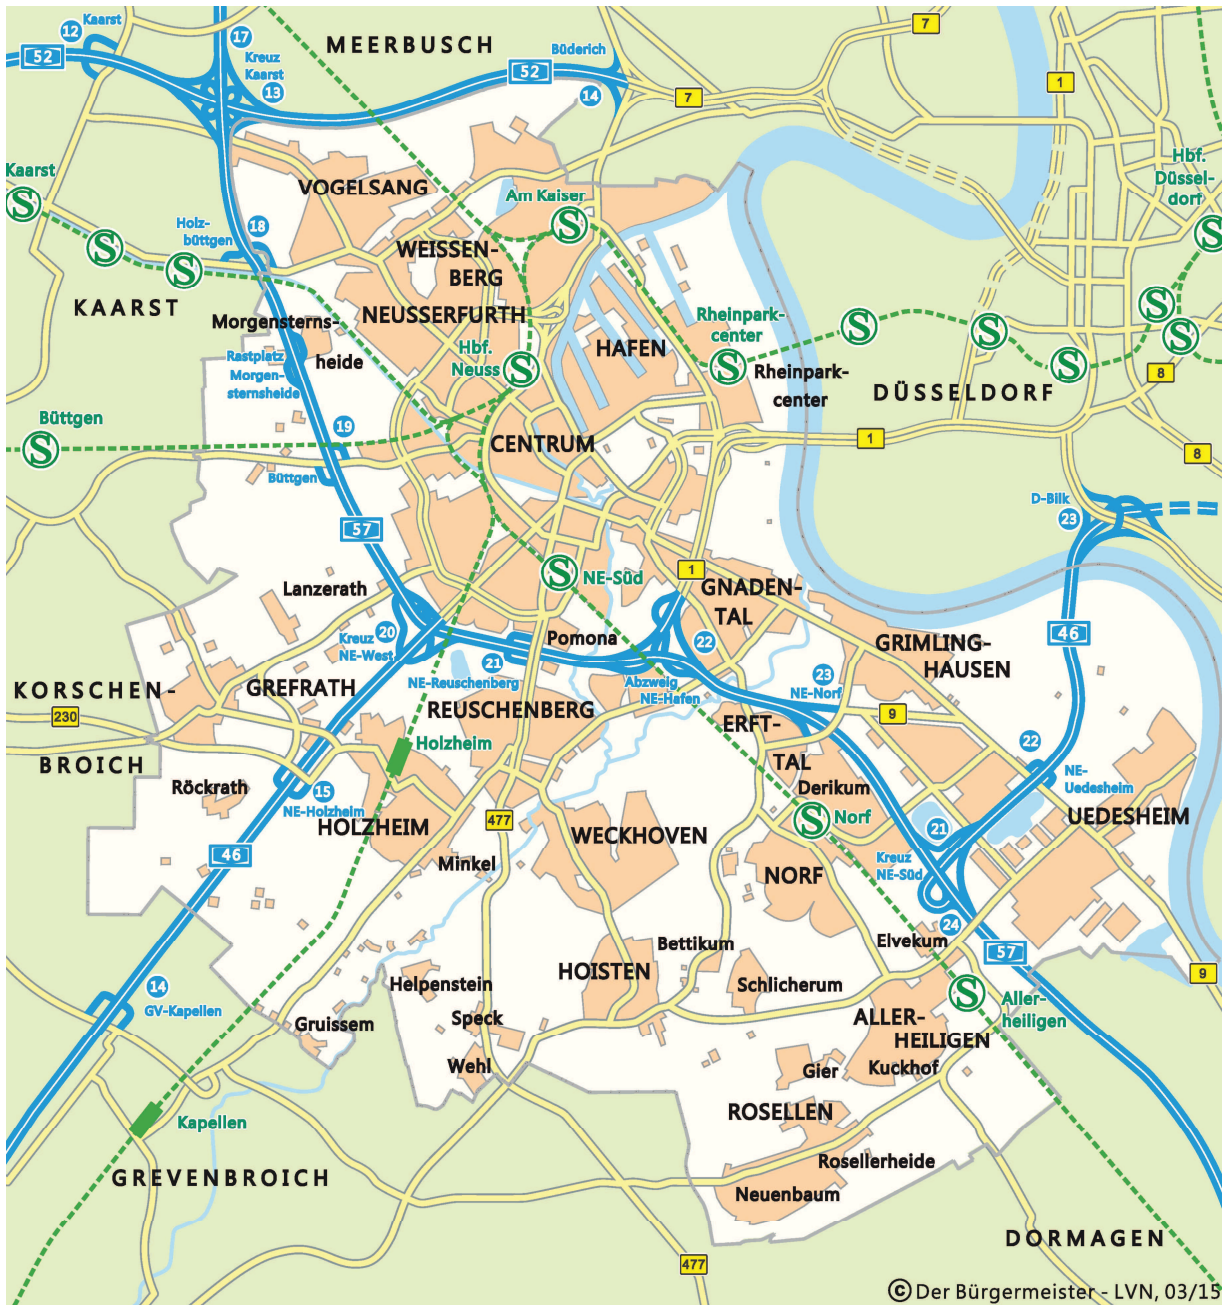 12
Kaarst
52
17
Kreuz
Kaarst
13
MEERBUSCH
Büderich
52
14
7
7
1
Kaarst
S
S
S
Holz-
büttgen
18
VOGELSANG
Am Kaiser
S
Hbf.
Düssel-
dorf
S
WEISSEN-
BERG
KAARST
NEUSSERFURTH
Morgensterns-
heide
Rastplatz
Morgen-
sternsheide
Hbf.
Neuss
S
HAFEN
Rheinpark-
center
S
Rheinpark-
center
S
S
S
S
S
DÜSSELDORF
8
Büttgen
S
19
Büttgen
CENTRUM
1
8
57
D-Bilk
23
Lanzerath
S
NE-Süd
1
GNADEN-
TAL
20
Kreuz
NE-West
Pomona
22
46
GRIMLING-
HAUSEN
21
NE-Reuschenberg
Abzweig
NE-Hafen
23
NE-Norf
KORSCHEN-
BROICH
230
GREFRATH
REUSCHENBERG
ERFT-
TAL
9
Holzheim
22
NE-
Uedesheim
Röckrath
15
NE-Holzheim
HOLZHEIM
477
WECKHOVEN
Derikum
S
Norf
21
UEDESHEIM
46
Minkel
NORF
Kreuz
NE-Süd
24
Bettikum
Elvekum
57
14
GV-Kapellen
Helpenstein
HOISTEN
Schlicherum
S
Aller-
heiligen
9
Gruissem
Speck
ALLER-
HEILIGEN
Wehl
Gier
Kuckhof
Kapellen
ROSELLEN
GREVENBROICH
Rosellerheide
Neuenbaum
DORMAGEN
477
© Der Bürgermeister - LVN, 03/15